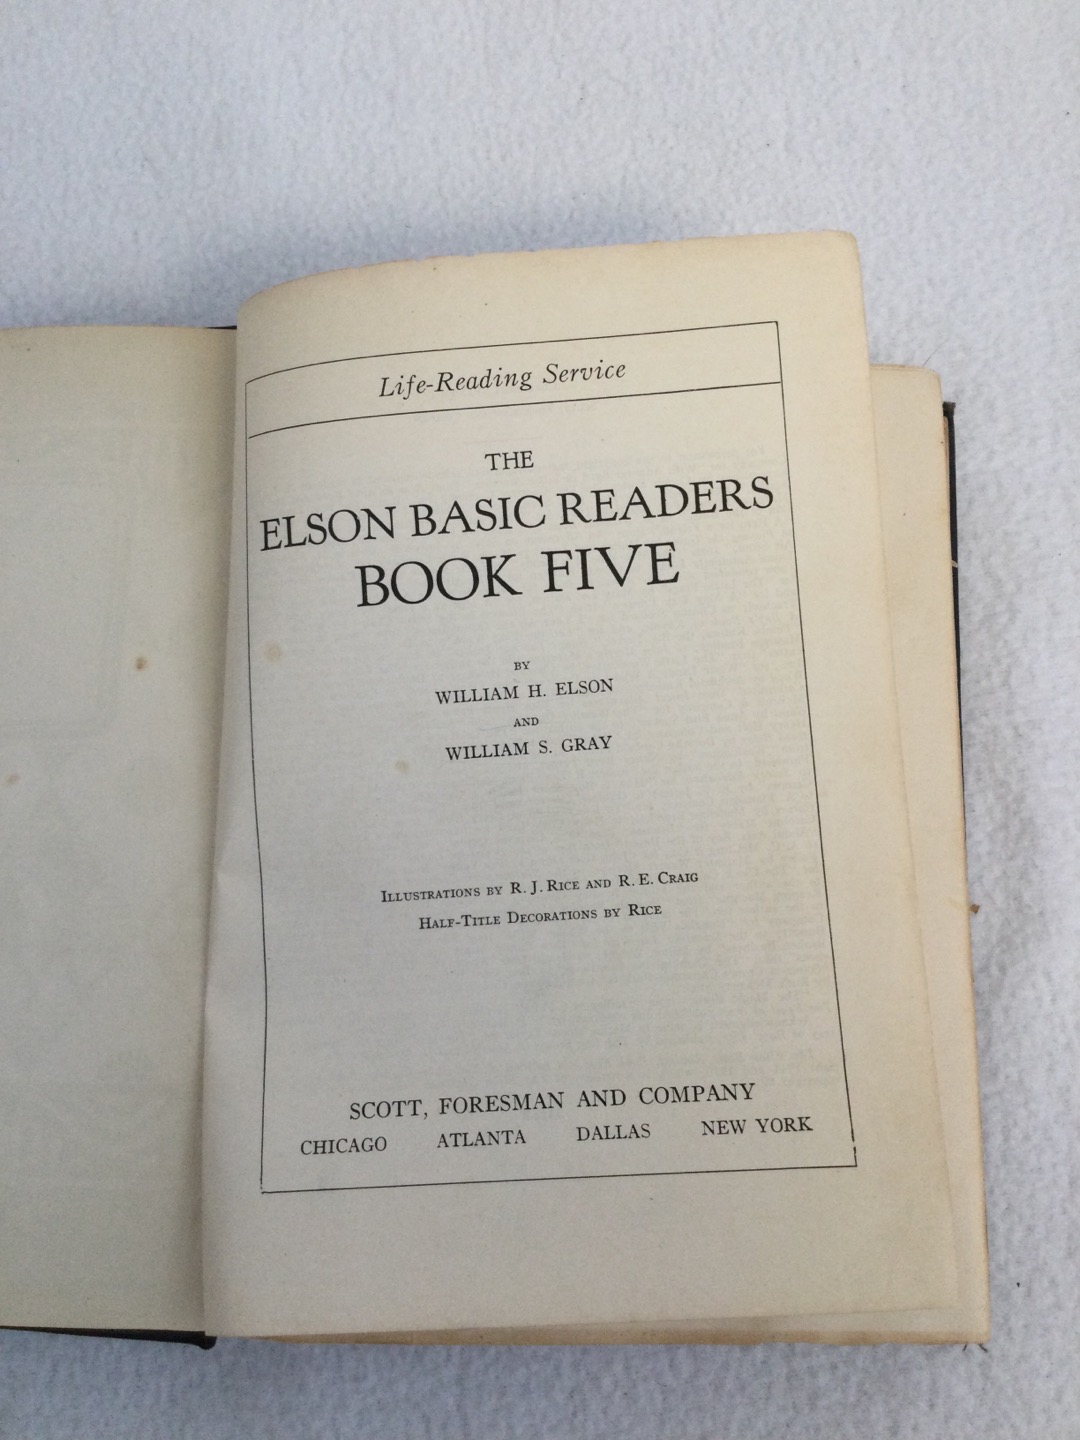 Life-Reading Service
THE
ELSON BASIC READERS
BOOK FIVE
BY
WILLIAM H. ELSON
AND
WILLIAM S. GRAY
ILLUSTRATIONS BY R. J. RICE AND R. E. CRAIG
HALF-TITLE DECORATIONS BY RICE
SCOTT, FORESMAN AND COMPANY
CHICAGO ATLANTA DALLAS NEW YORK